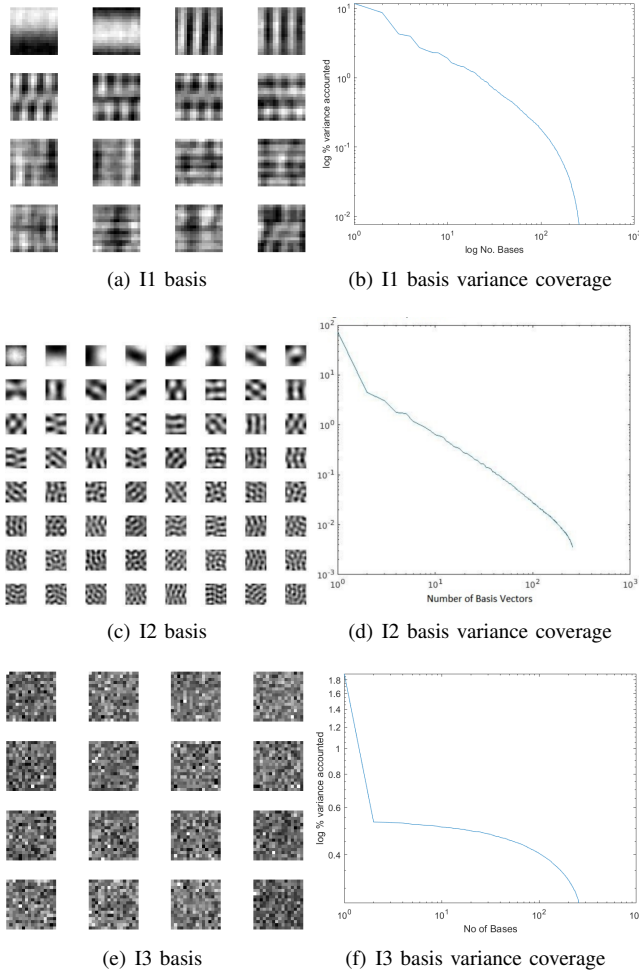 10^1
10^0
10^-1
10^-2
log % variance accounted
10^0 10^1 10^2 10^3
log No. Bases
(a) I1 basis
(b) I1 basis variance coverage
10^2
10^1
10^0
10^-1
10^-2
10^-3
10^0 10^1 10^2 10^3
Number of Basis Vectors
(c) I2 basis
(d) I2 basis variance coverage
1.8
1.6
1.4
1.2
1
0.8
0.6
0.4
log % variance accounted
10^0 10^1 10^2 10^3
No of Bases
(e) I3 basis
(f) I3 basis variance coverage